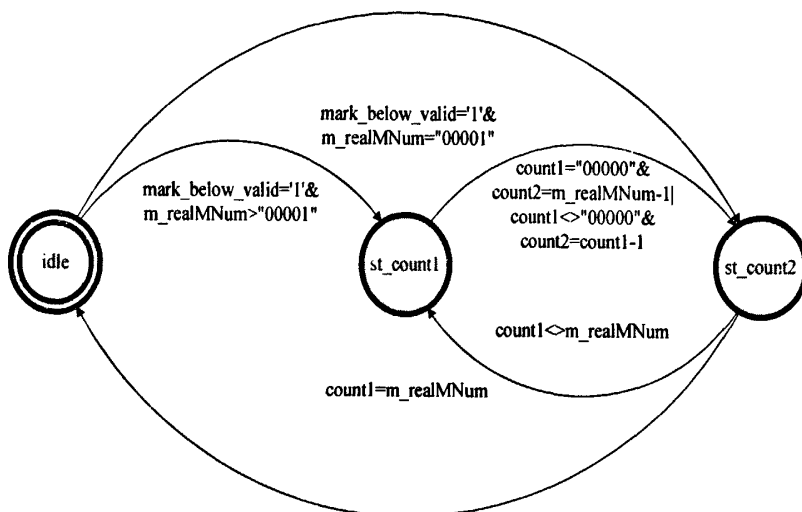 mark_below_valid='1'&
m_realMNum="00001"
mark_below_valid='1'&
m_realMNum>"00001"
count1="00000"&
count2=m_realMNum-1|
count1<>"00000"&
count2=count1-1
idle
st_count1
st_count2
count1<>m_realMNum
count1=m_realMNum